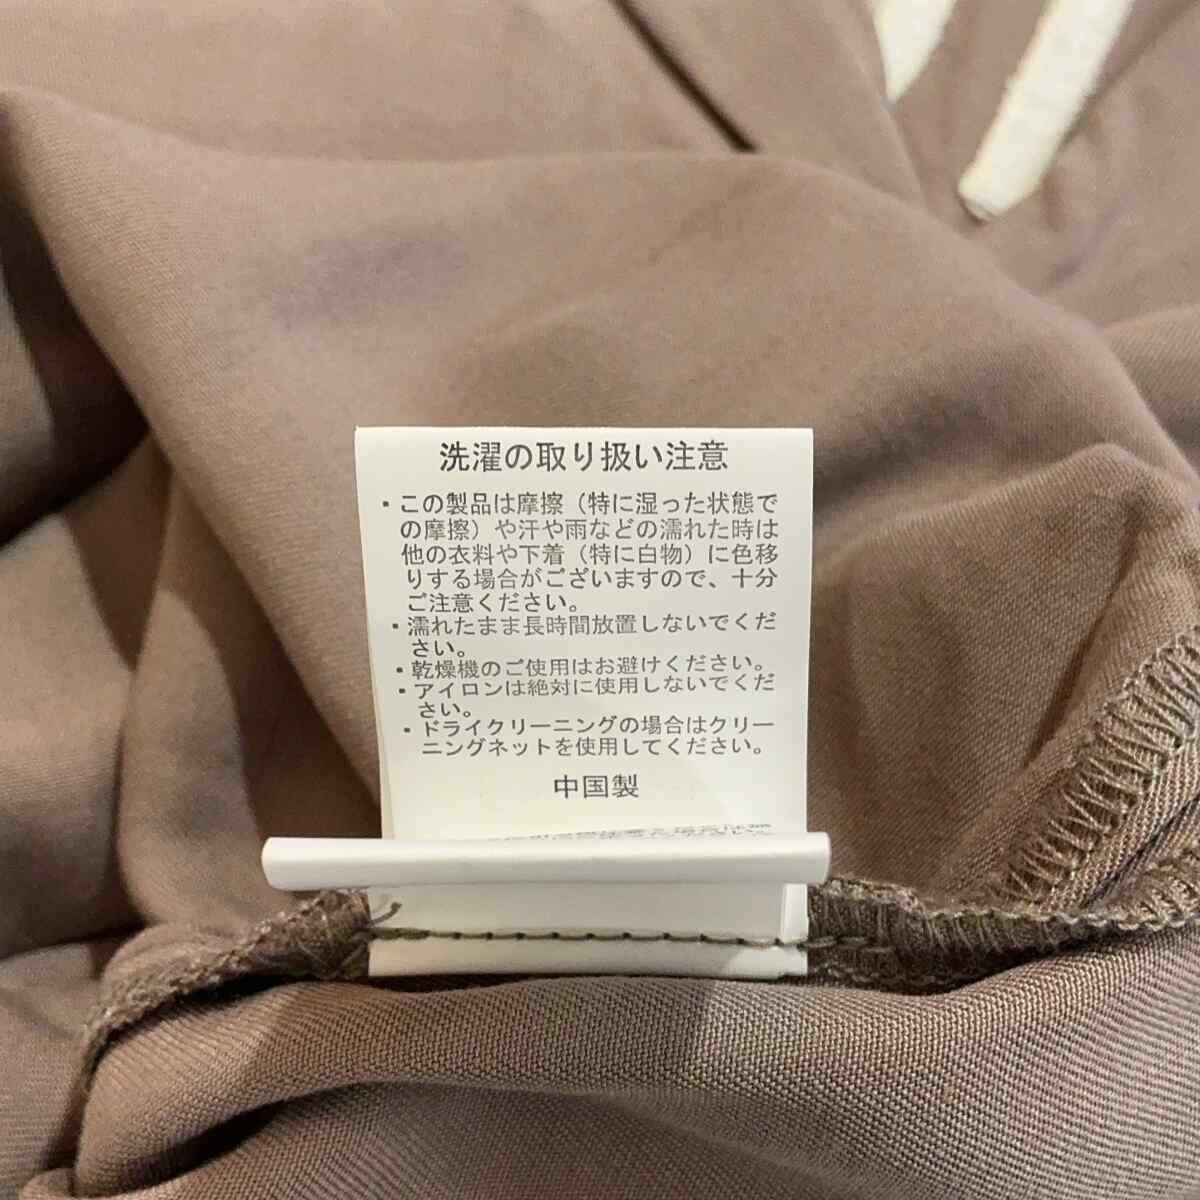 洗濯の取り扱い注意
・この製品は摩擦（特に湿った状態で
の摩擦）や汗や雨などの濡れた時は
他の衣料や下着（特に白物）に色移
りする場合がございますので、十分
ご注意ください。
・濡れたまま長時間放置しないでくだ
さい。
・乾燥機のご使用はお避けください。
・アイロンは絶対に使用しないでくだ
さい。
・ドライクリーニングの場合はクリー
ニングネットを使用してください。
中国製